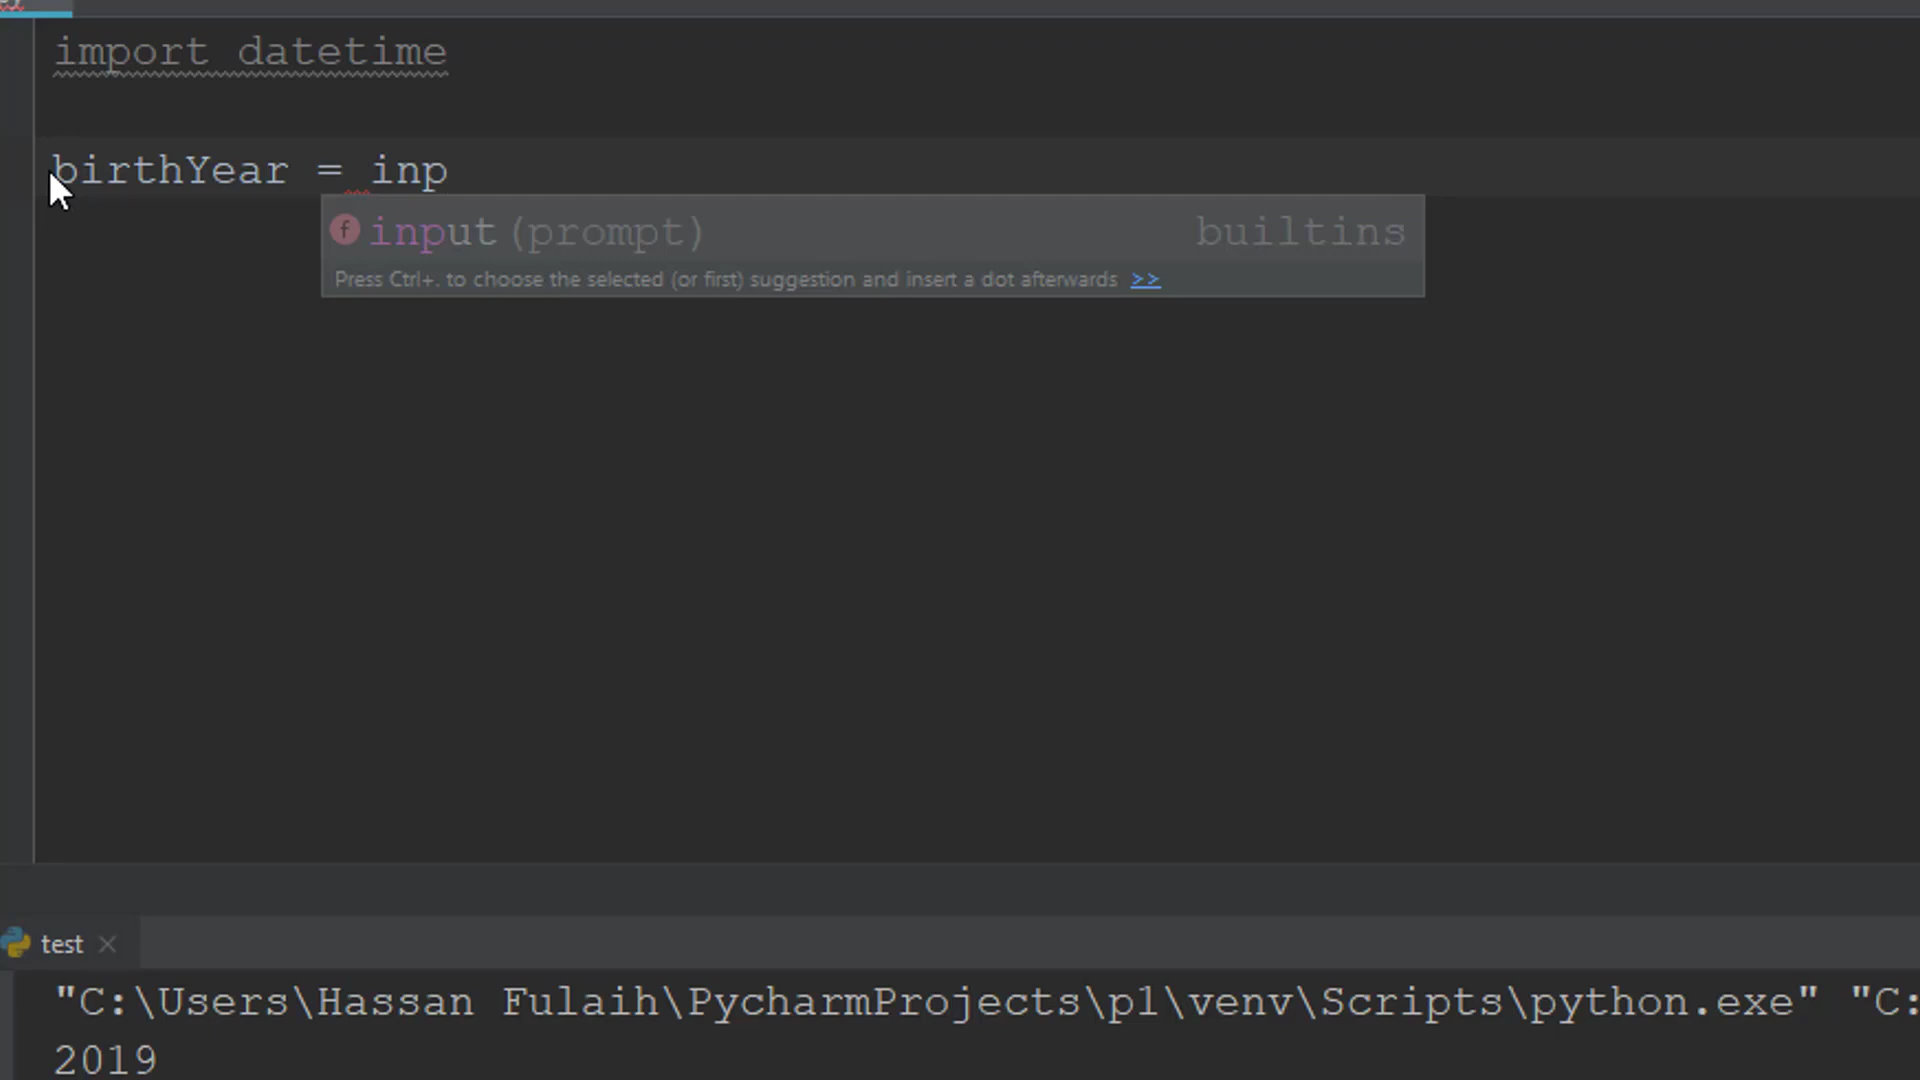 import datetime
birthYear = inp
f input(prompt) builtins
Press Ctrl+. to choose the selected (or first) suggestion and insert a dot afterwards >>
test
"C:\Users\Hassan Fulaih\PycharmProjects\p1\venv\Scripts\python.exe" "C:
2019